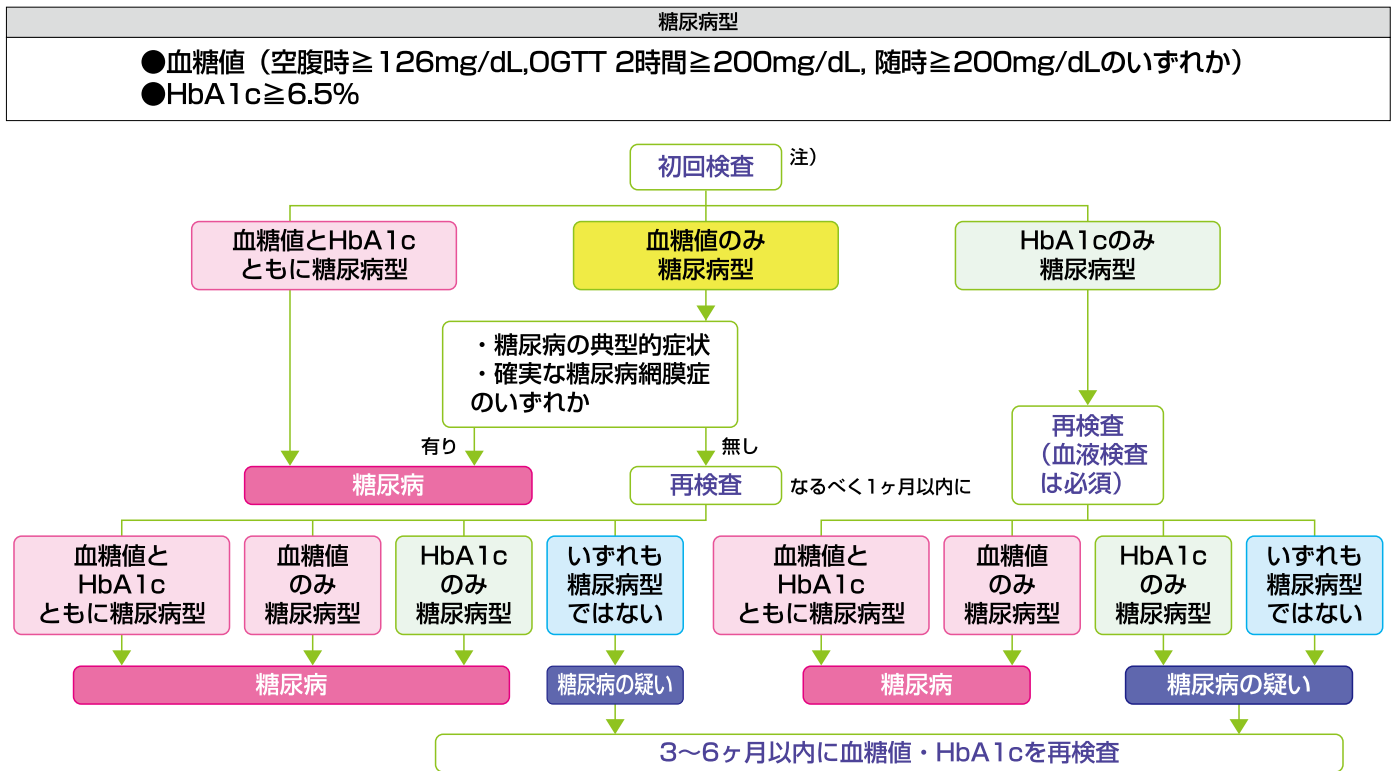 糖尿病型
●血糖値（空腹時≧126mg/dL,OGTT 2時間≧200mg/dL, 随時≧200mg/dLのいずれか）
●HbA1c≧6.5%
初回検査
注）
血糖値とHbA1c
ともに糖尿病型
血糖値のみ
糖尿病型
HbA1cのみ
糖尿病型
・糖尿病の典型的症状
・確実な糖尿病網膜症
のいずれか
有り
無し
糖尿病
再検査
なるべく1ヶ月以内に
再検査
（血液検査
は必須）
血糖値と
HbA1c
ともに糖尿病型
血糖値
のみ
糖尿病型
HbA1c
のみ
糖尿病型
いずれも
糖尿病型
ではない
血糖値と
HbA1c
ともに糖尿病型
血糖値
のみ
糖尿病型
HbA1c
のみ
糖尿病型
いずれも
糖尿病型
ではない
糖尿病
糖尿病の疑い
糖尿病
糖尿病の疑い
3〜6ヶ月以内に血糖値・HbA1cを再検査